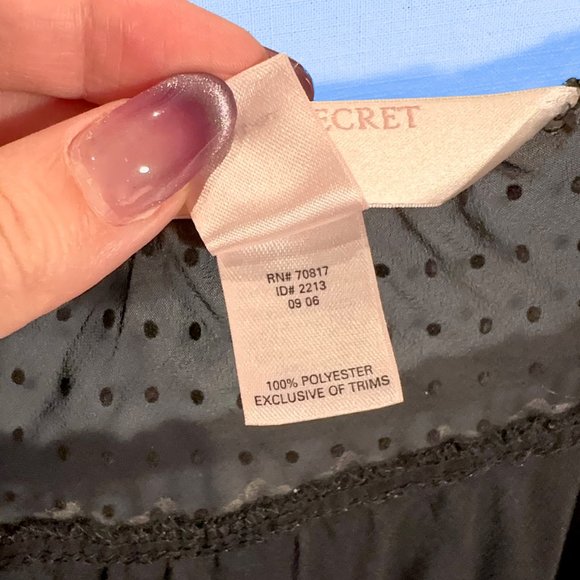 ECRET
RN# 70817
ID# 2213
09 06
100% POLYESTER
EXCLUSIVE OF TRIMS